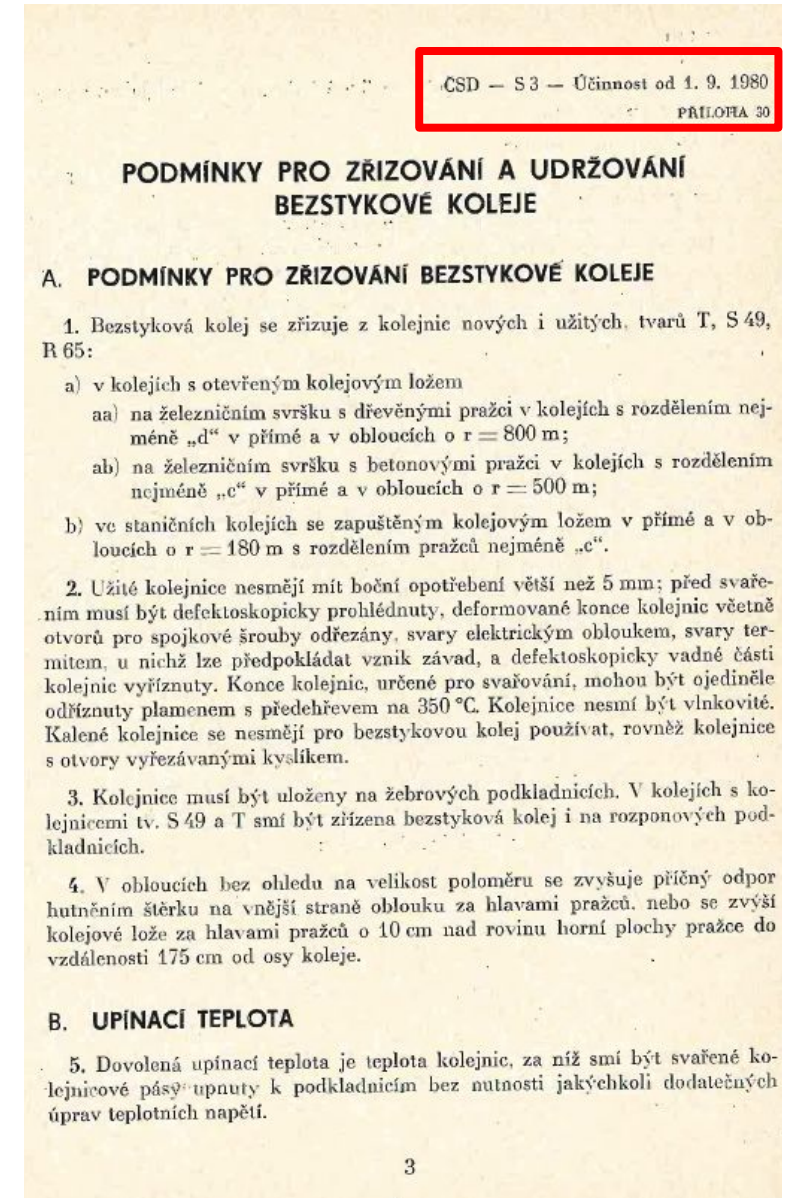 ČSD — S 3 — Účinnost od 1. 9. 1980
PŘÍLOHA 30
PODMÍNKY PRO ZŘIZOVÁNÍ A UDRŽOVÁNÍ
BEZSTYKOVÉ KOLEJE
A. PODMÍNKY PRO ZŘIZOVÁNÍ BEZSTYKOVÉ KOLEJE
1. Bezstyková kolej se zřizuje z kolejnic nových i užitých, tvarů T, S 49,
R 65:
a) v kolejích s otevřeným kolejovým ložem
aa) na železničním svršku s dřevěnými pražci v kolejích s rozdělením nej-
méně „d“ v přímé a v obloucích o r = 800 m;
ab) na železničním svršku s betonovými pražci v kolejích s rozdělením
nejméně „c“ v přímé a v obloucích o r = 500 m;
b) ve staničních kolejích se zapuštěným kolejovým ložem v přímé a v ob-
loucích o r = 180 m s rozdělením pražců nejméně „c“.
2. Užité kolejnice nesmějí mít boční opotřebení větší než 5 mm; před svaře-
ním musí být defektoskopicky prohlédnuty, deformované konce kolejnic včetně
otvorů pro spojkové šrouby odřezány, svary elektrickým obloukem, svary ter-
mitem, u nichž lze předpokládat vznik závad, a defektoskopicky vadné části
kolejnic vyříznuty. Konce kolejnic, určené pro svařování, mohou být ojediněle
odříznuty plamenem s předehřevem na 350 °C. Kolejnice nesmí být vlnkovité.
Kalené kolejnice se nesmějí pro bezstykovou kolej používat, rovněž kolejnice
s otvory vyřezávanými kyslíkem.
3. Kolejnice musí být uloženy na žebrových podkladnicích. V kolejích s ko-
lejnicemi tv. S 49 a T smí být zřízena bezstyková kolej i na rozponových pod-
kladnicích.
4. V obloucích bez ohledu na velikost poloměru se zvyšuje příčný odpor
hutněním štěrku na vnější straně oblouku za hlavami pražců, nebo se zvýší
kolejové lože za hlavami pražců o 10 cm nad rovinu horní plochy pražce do
vzdálenosti 175 cm od osy koleje.
B. UPÍNACÍ TEPLOTA
5. Dovolená upínací teplota je teplota kolejnic, za níž smí být svařené ko-
lejnicové pásy upnuty k podkladnicím bez nutnosti jakýchkoli dodatečných
úprav teplotních napětí.
3